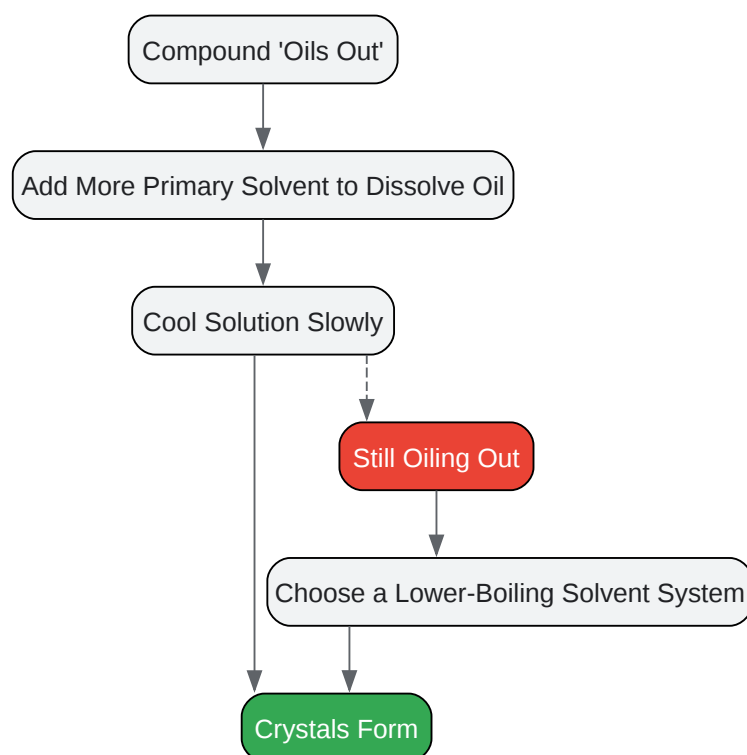 Compound 'Oils Out'
Add More Primary Solvent to Dissolve Oil
Cool Solution Slowly
Still Oiling Out
Choose a Lower-Boiling Solvent System
Crystals Form